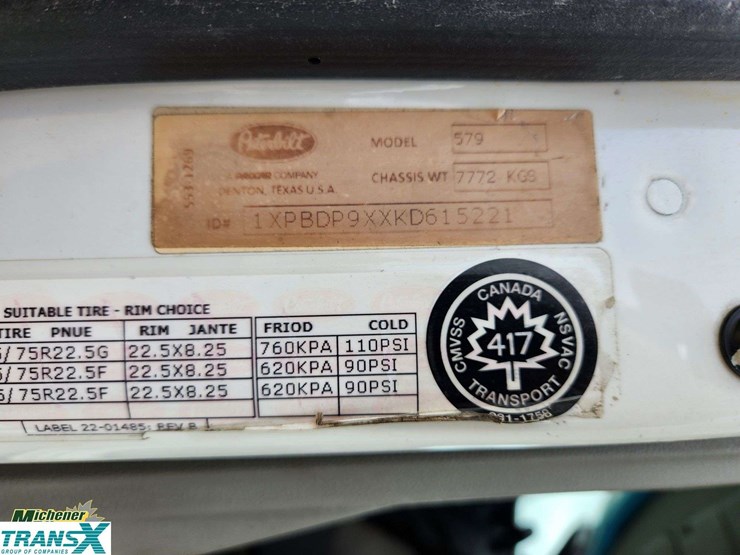 Peterbilt
MODEL 579
A PACCAR COMPANY
CHASSIS WT 7772 KGS
DENTON, TEXAS U.S.A.
ID# 1XPBDP9XXKD615221
SUITABLE TIRE - RIM CHOICE
TIRE PNUE RIM JANTE FRIOD COLD
/75R22.5G 22.5X8.25 760KPA 110PSI
/75R22.5F 22.5X8.25 620KPA 90PSI
/75R22.5F 22.5X8.25 620KPA 90PSI
LABEL 22-01485: REV B
CANADA
CMVSS NSVAC
417
TRANSPORT
Michener
TRANSX
GROUP OF COMPANIES